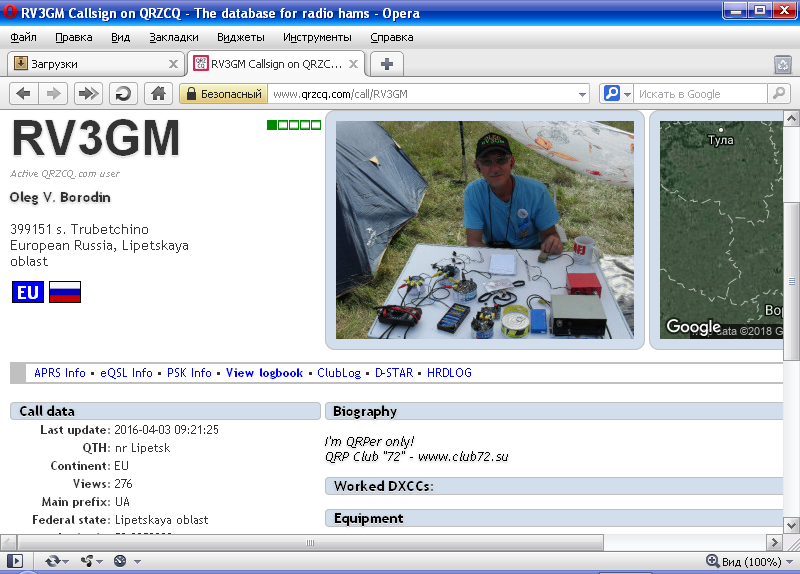 RV3GM Callsign on QRZCQ - The database for radio hams - Opera
Файл Правка Вид Закладки Виджеты Инструменты Справка
Загрузки
QRZ CQ RV3GM Callsign on QRZC...
Безопасный www.qrzcq.com/call/RV3GM
Искать в Google
RV3GM
Active QRZCQ.com user
Oleg V. Borodin
399151 s. Trubetchino
European Russia, Lipetskaya
oblast
EU
Тула
Вор
Google
ata ©2018 G
APRS Info • eQSL Info • PSK Info • View logbook • ClubLog • D-STAR • HRDLOG
Call data
Last update: 2016-04-03 09:21:25
QTH: nr Lipetsk
Continent: EU
Views: 276
Main prefix: UA
Federal state: Lipetskaya oblast
Biography
I'm QRPer only!
QRP Club "72" - www.club72.su
Worked DXCCs:
Equipment
Вид (100%)